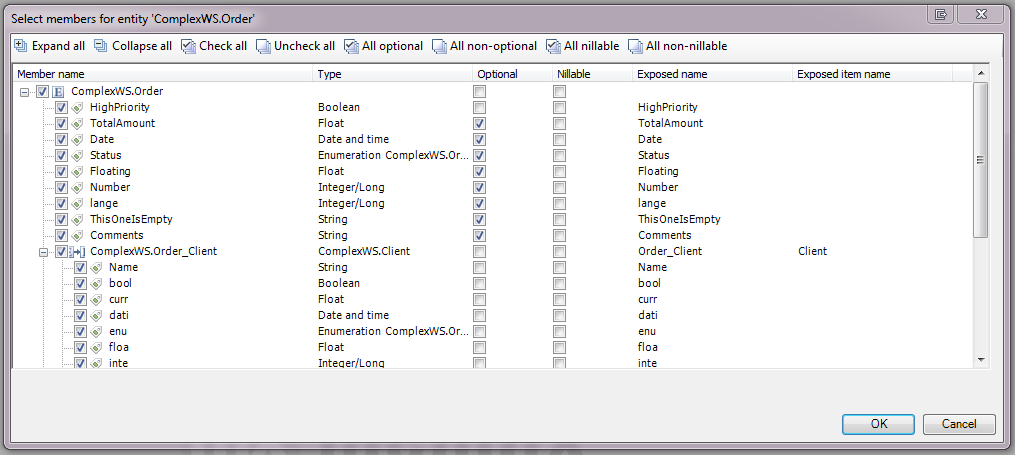 Select members for entity 'ComplexWS.Order'
Expand all Collapse all Check all Uncheck all All optional All non-optional All nillable All non-nillable
Member name Type Optional Nillable Exposed name Exposed item name
E ComplexWS.Order
HighPriority Boolean HighPriority
TotalAmount Float TotalAmount
Date Date and time Date
Status Enumeration ComplexWS.Or... Status
Floating Float Floating
Number Integer/Long Number
lange Integer/Long lange
ThisOneIsEmpty String ThisOneIsEmpty
Comments String Comments
ComplexWS.Order_Client ComplexWS.Client Order_Client Client
Name String Name
bool Boolean bool
curr Float curr
dati Date and time dati
enu Enumeration ComplexWS.Or... enu
floa Float floa
inte Integer/Long inte
OK Cancel